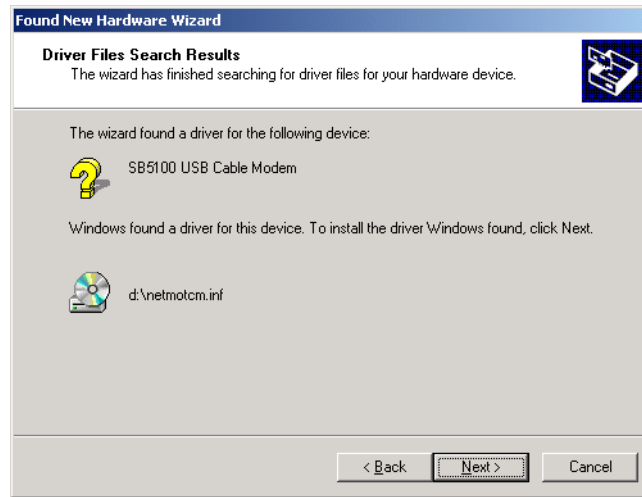 Found New Hardware Wizard
Driver Files Search Results
The wizard has finished searching for driver files for your hardware device.
The wizard found a driver for the following device:
SB5100 USB Cable Modem
Windows found a driver for this device. To install the driver Windows found, click Next.
d:\netmotcm.inf
< Back Next > Cancel